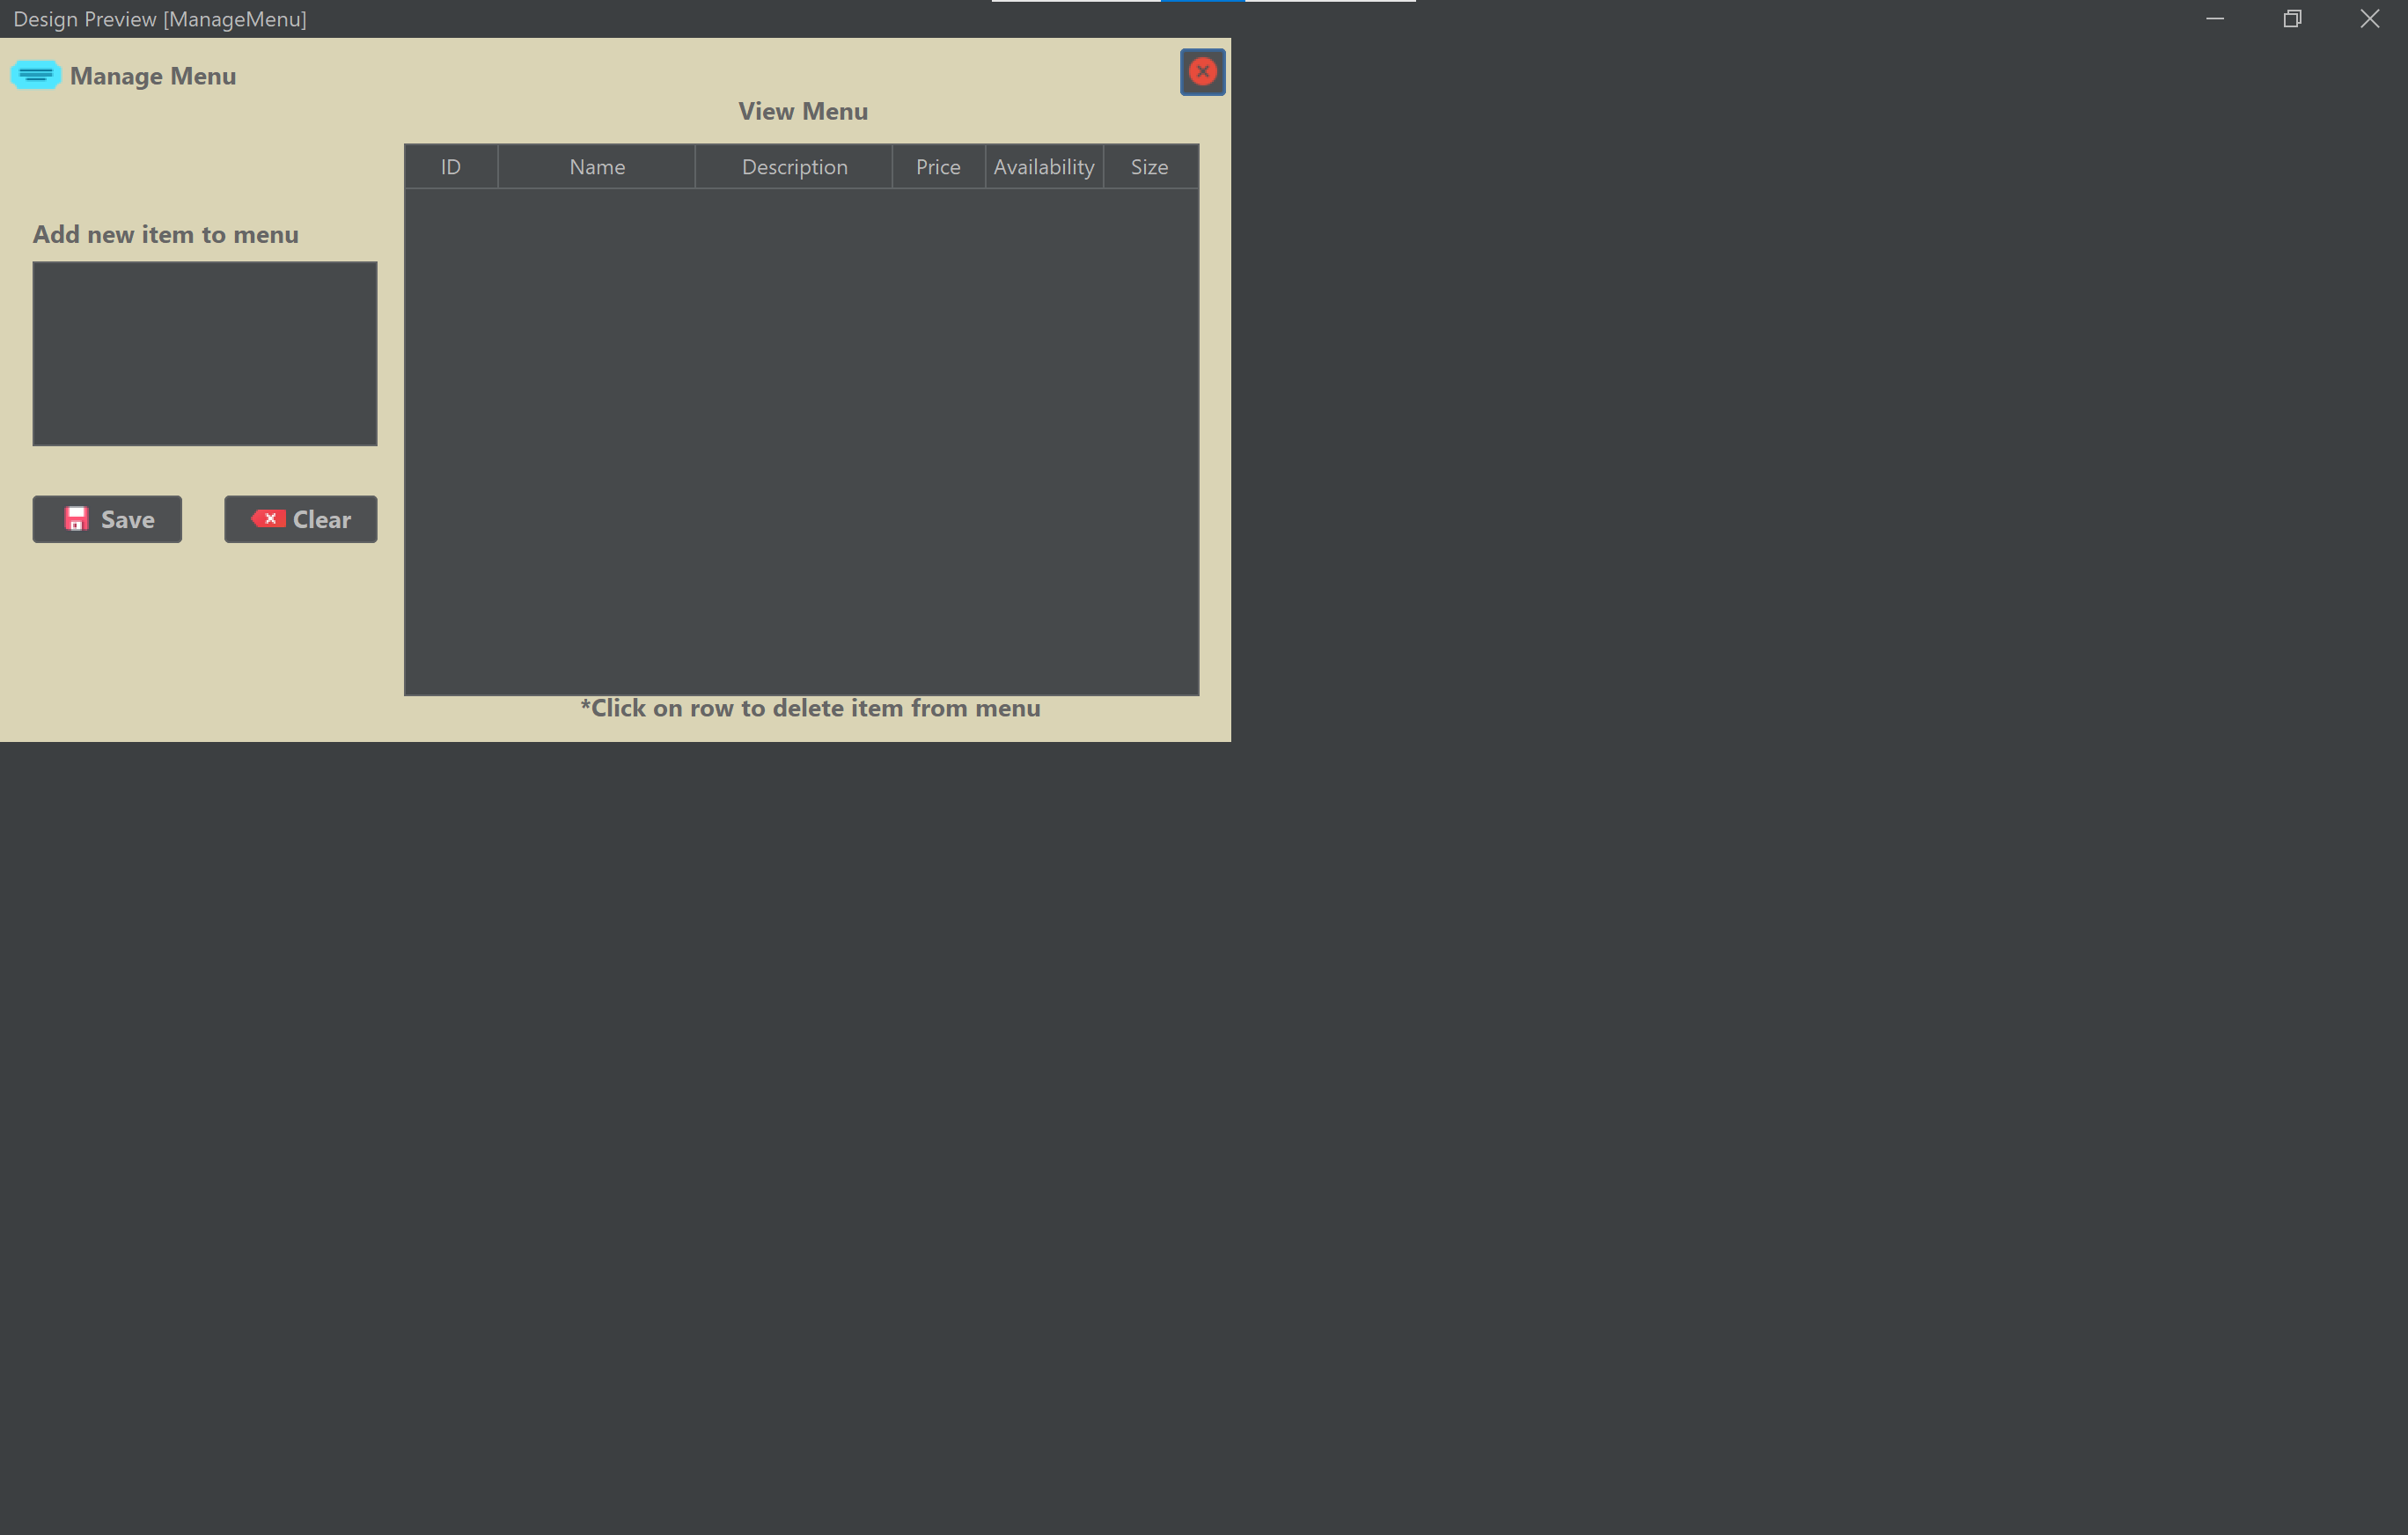 Design Preview [ManageMenu]
Manage Menu
View Menu
ID Name Description Price Availability Size
Add new item to menu
Save Clear
*Click on row to delete item from menu